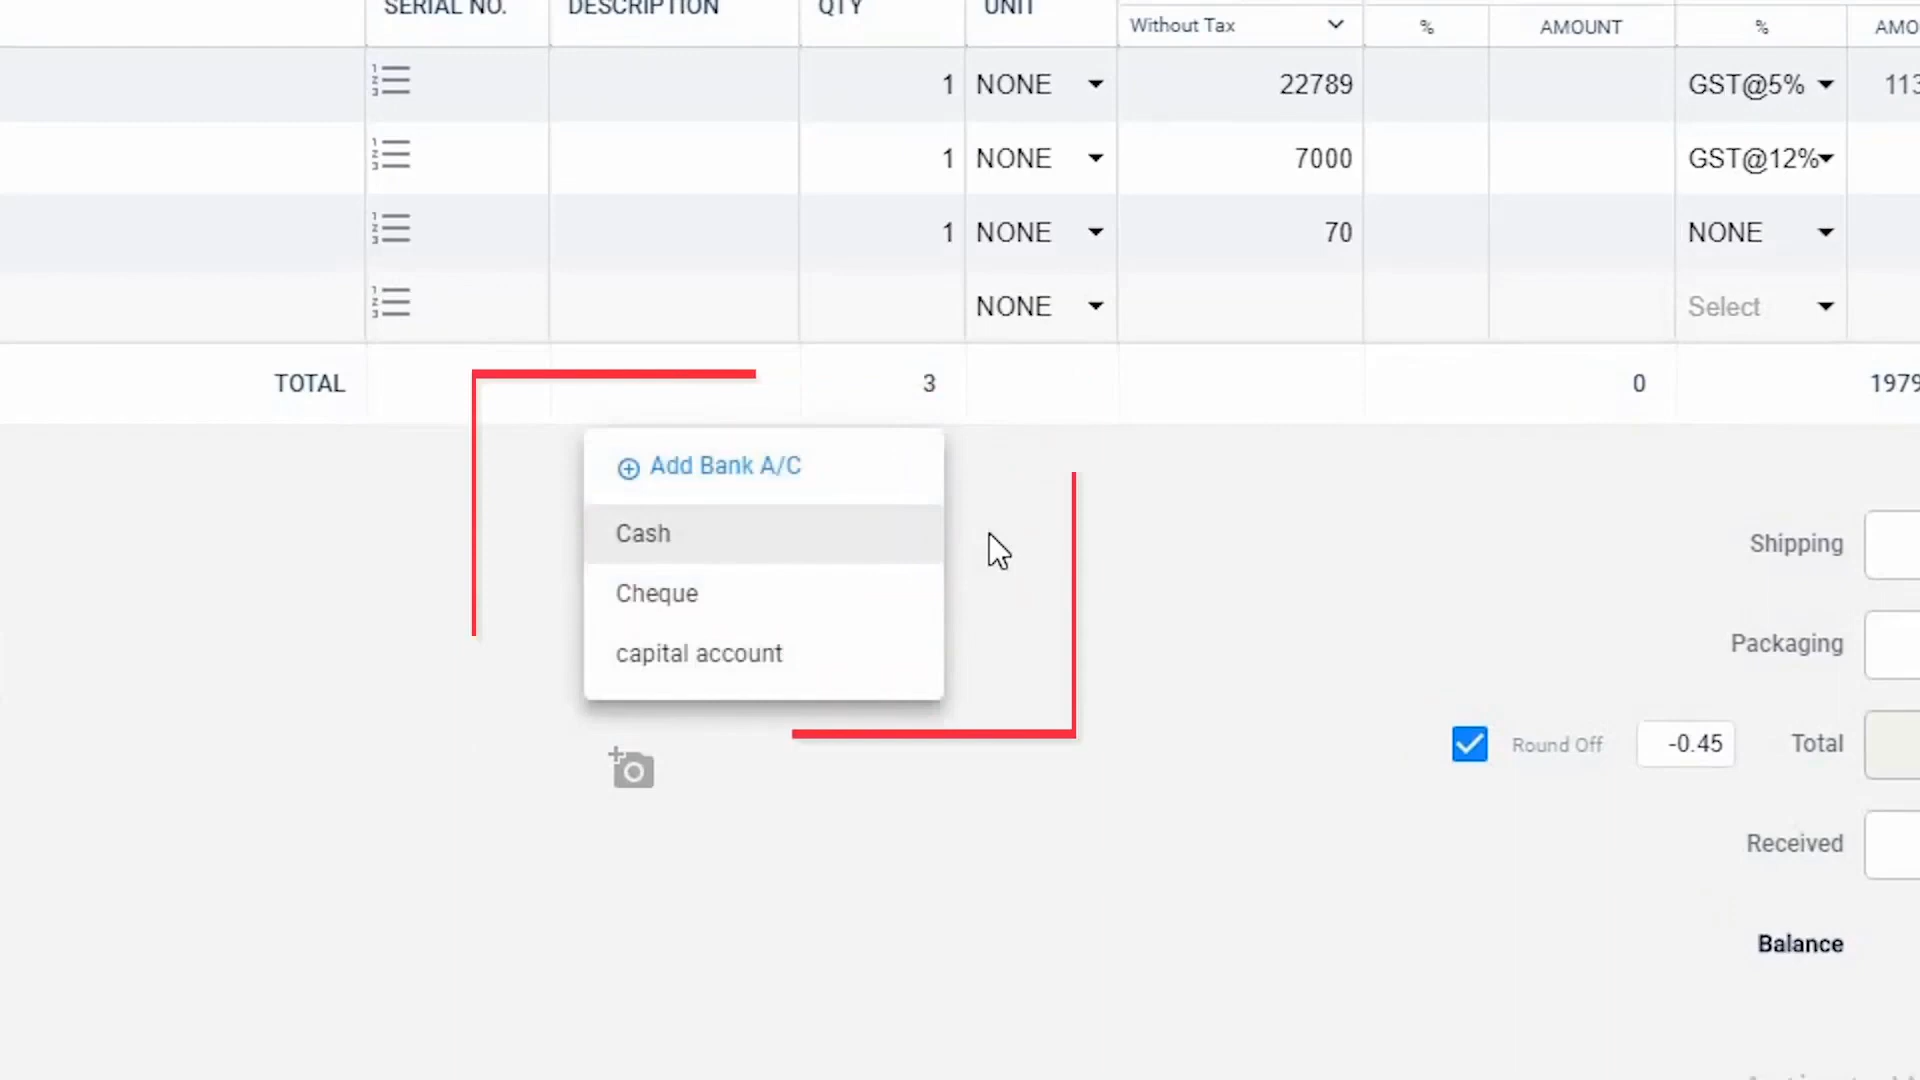 SERIAL NO. DESCRIPTION QTY UNIT
Without Tax % AMOUNT %
1 NONE 22789 GST@5%
1 NONE 7000 GST@12%
1 NONE 70 NONE
NONE Select
TOTAL 3 0
Add Bank A/C
Cash
Cheque
capital account
Shipping
Packaging
Round Off -0.45 Total
Received
Balance